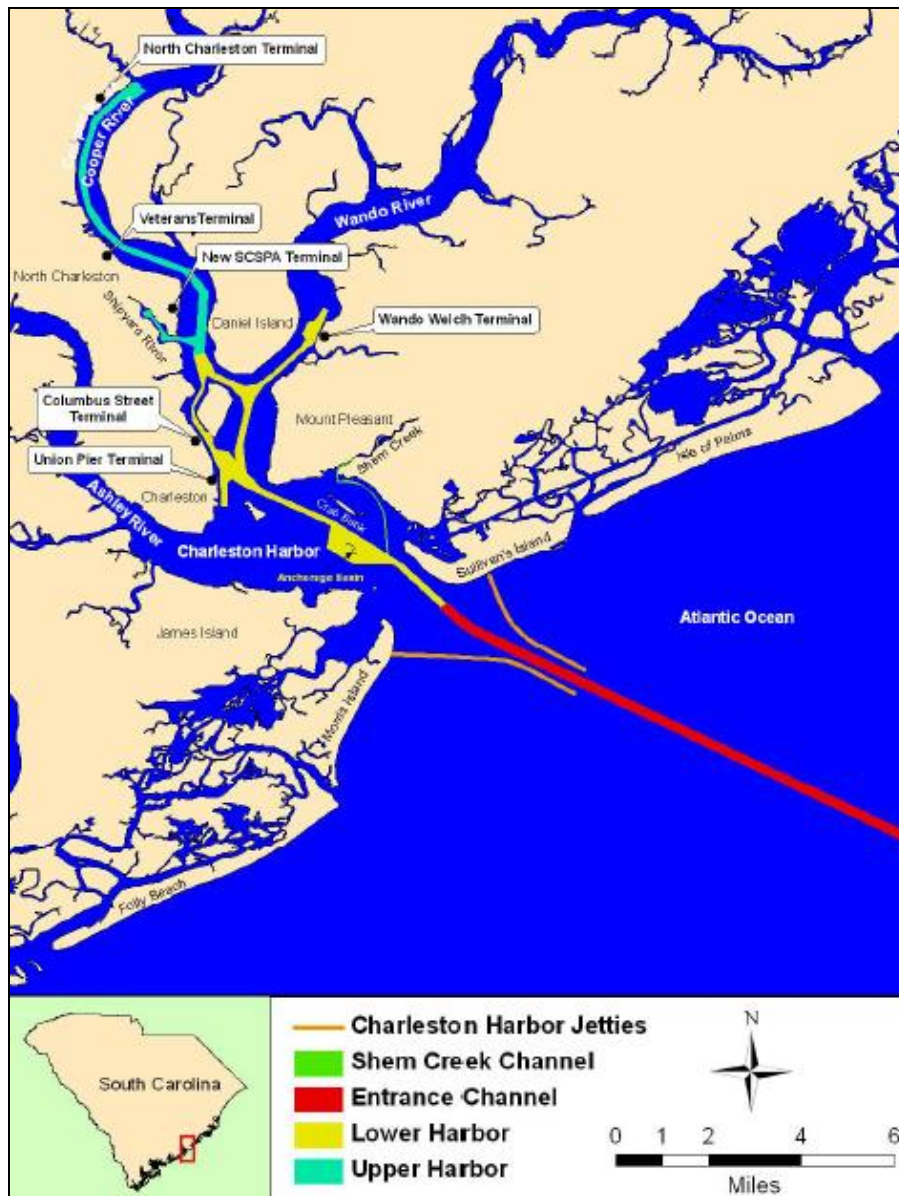 North Charleston Terminal
Cooper River
Wando River
VeteransTerminal
New SCSPA Terminal
North Charleston
Shipyard River
Daniel Island
Wando Welch Terminal
Columbus Street
Terminal
Mount Pleasant
Shem Creek
Isle of Palms
Union Pier Terminal
Charleston
Ashley River
Crab Bank
Charleston Harbor
Sullivan's Island
Anchorage Basin
Atlantic Ocean
James Island
Morris Island
Folly Beach
South Carolina
Charleston Harbor Jetties
Shem Creek Channel
Entrance Channel
Lower Harbor
Upper Harbor
N
0 1 2 4 6
Miles